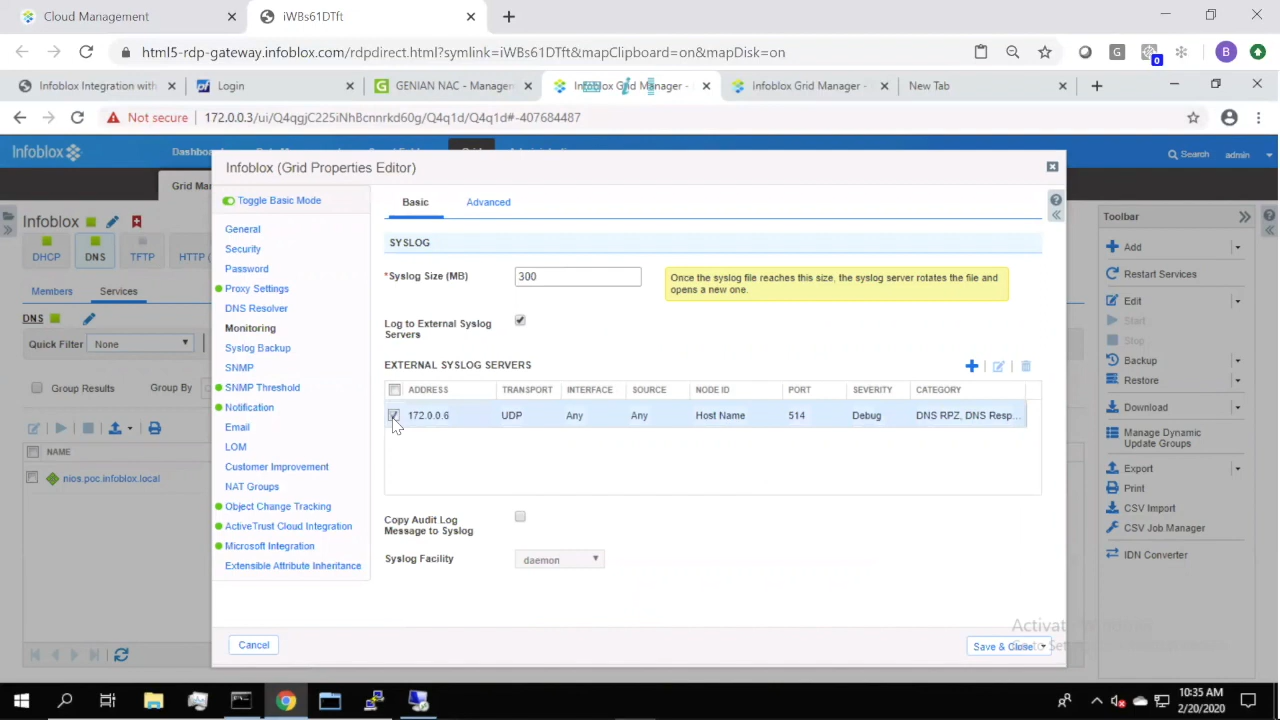 Cloud Management
iWBs61DTft
html5-rdp-gateway.infoblox.com/rdpdirect.html?symlink=iWBs61DTft&mapClipboard=on&mapDisk=on
G
0
B
Infoblox Integration with
Login
GENIAN NAC - Managen
Infoblox Grid Manager -
Infoblox Grid Manager -
New Tab
Not secure
172.0.0.3/ui/Q4qgjC225iNhBcnnrkd60g/Q4q1d/Q4q1d#-407684487
Infoblox
Dashboa
Search
admin
Grid Ma
Infoblox (Grid Properties Editor)
Infoblox
DHCP
DNS
TFTP
HTTP (
Members
Services
DNS
Quick Filter
None
Group Results
Group By
NAME
nios.poc.infoblox.local
Toggle Basic Mode
General
Security
Password
Proxy Settings
DNS Resolver
Monitoring
Syslog Backup
SNMP
SNMP Threshold
Notification
Email
LOM
Customer Improvement
NAT Groups
Object Change Tracking
ActiveTrust Cloud Integration
Microsoft Integration
Extensible Attribute Inheritance
Basic
Advanced
SYSLOG
*Syslog Size (MB)
300
Once the syslog file reaches this size, the syslog server rotates the file and
opens a new one.
Log to External Syslog
Servers
EXTERNAL SYSLOG SERVERS
ADDRESS TRANSPORT INTERFACE SOURCE NODE ID PORT SEVERITY CATEGORY
172.0.0.6 UDP Any Any Host Name 514 Debug DNS RPZ, DNS Resp...
Copy Audit Log
Message to Syslog
Syslog Facility
daemon
Cancel
Save & Close
Toolbar
Add
Restart Services
Edit
Start
Stop
Backup
Restore
Download
Manage Dynamic
Update Groups
Export
Print
CSV Import
CSV Job Manager
IDN Converter
10:35 AM
2/20/2020